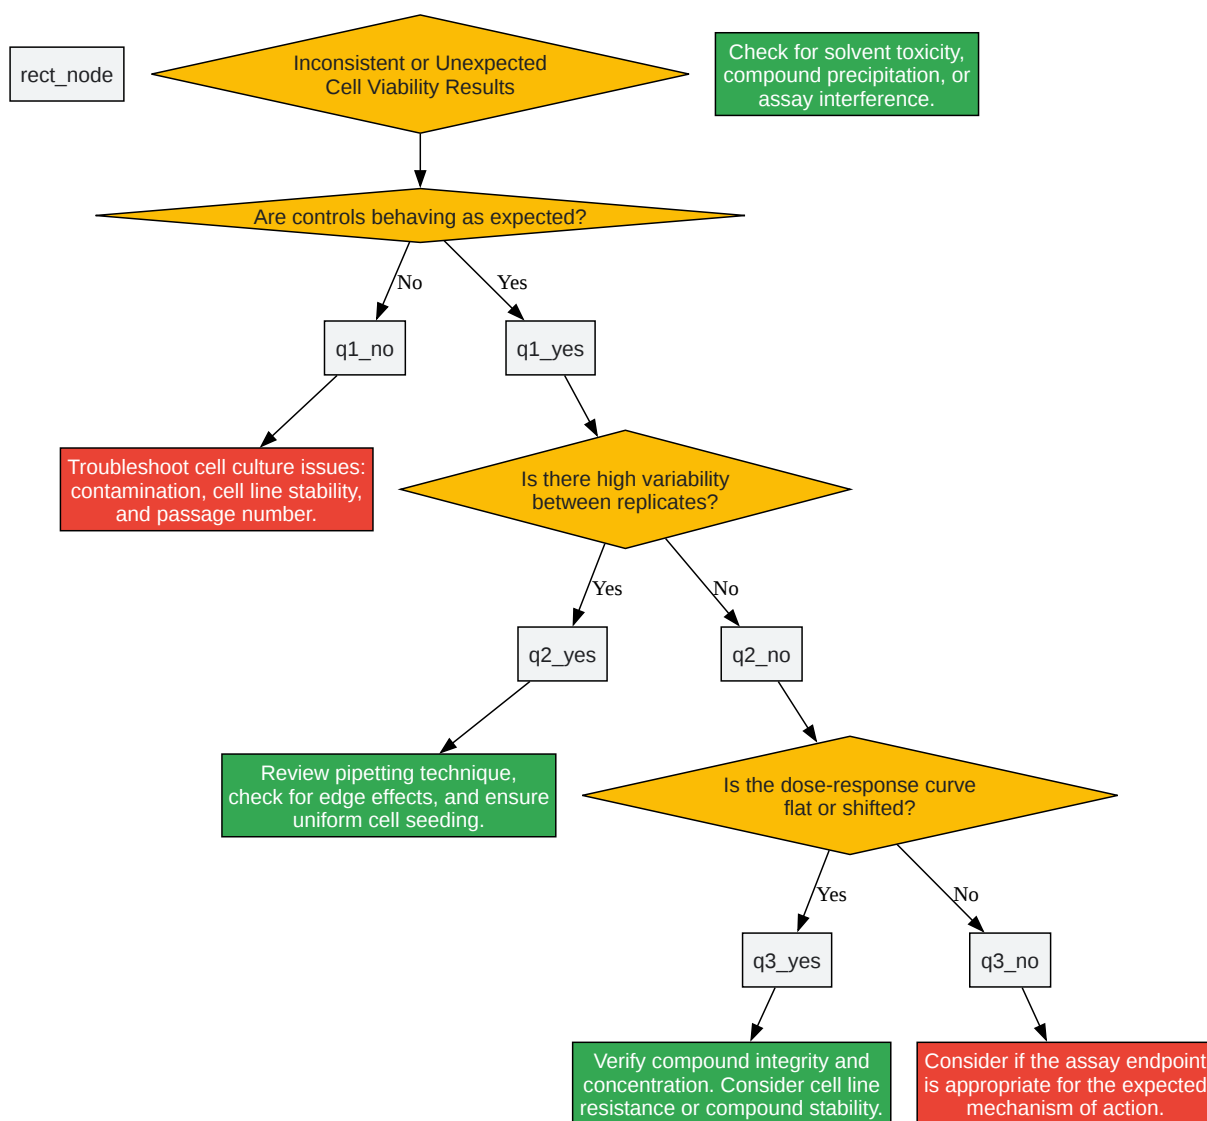 rect_node
Inconsistent or Unexpected
Cell Viability Results
Check for solvent toxicity,
compound precipitation, or
assay interference.
Are controls behaving as expected?
No
Yes
q1_no
q1_yes
Troubleshoot cell culture issues:
contamination, cell line stability,
and passage number.
Is there high variability
between replicates?
Yes
No
q2_yes
q2_no
Review pipetting technique,
check for edge effects, and ensure
uniform cell seeding.
Is the dose-response curve
flat or shifted?
Yes
No
q3_yes
q3_no
Verify compound integrity and
concentration. Consider cell line
resistance or compound stability.
Consider if the assay endpoint
is appropriate for the expected
mechanism of action.